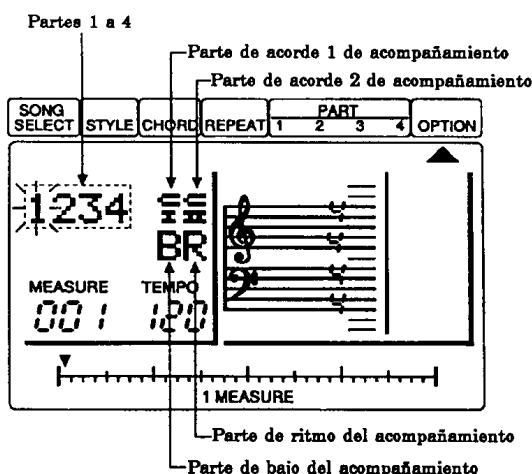 Partes 1 a 4
Parte de acorde 1 de acompañamiento
Parte de acorde 2 de acompañamiento
SONG SELECT STYLE CHORD REPEAT PART 1 2 3 4 OPTION
1234
I II
BR
MEASURE TEMPO
001 120
1 MEASURE
Parte de ritmo del acompañamiento
Parte de bajo del acompañamiento